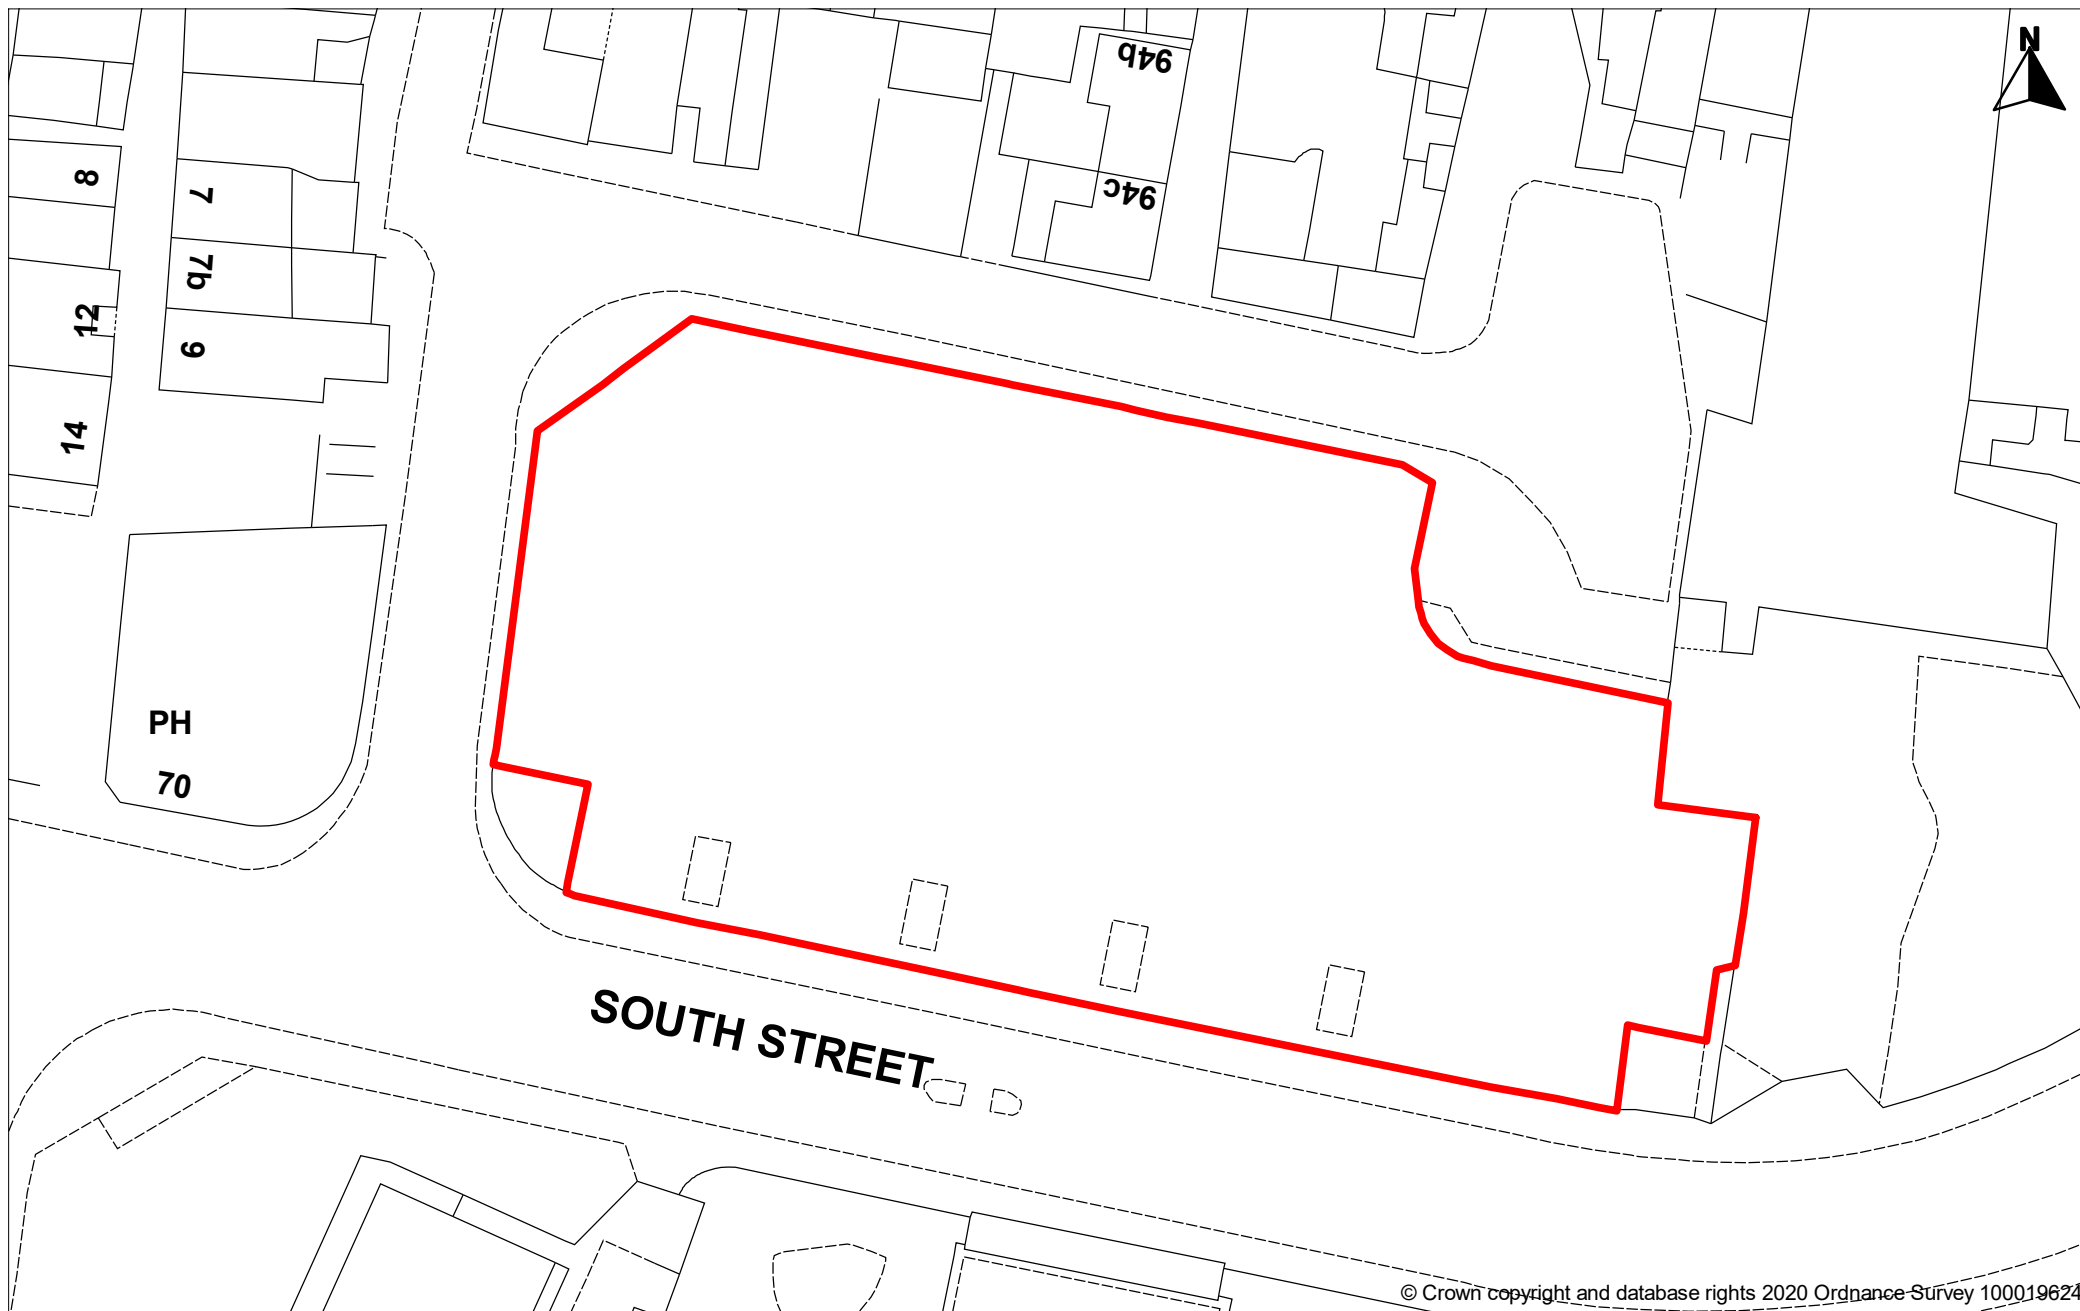 N
94b
94c
8
7
7b
12
9
14
PH
70
SOUTH STREET
© Crown copyright and database rights 2020 Ordnance Survey 100019624